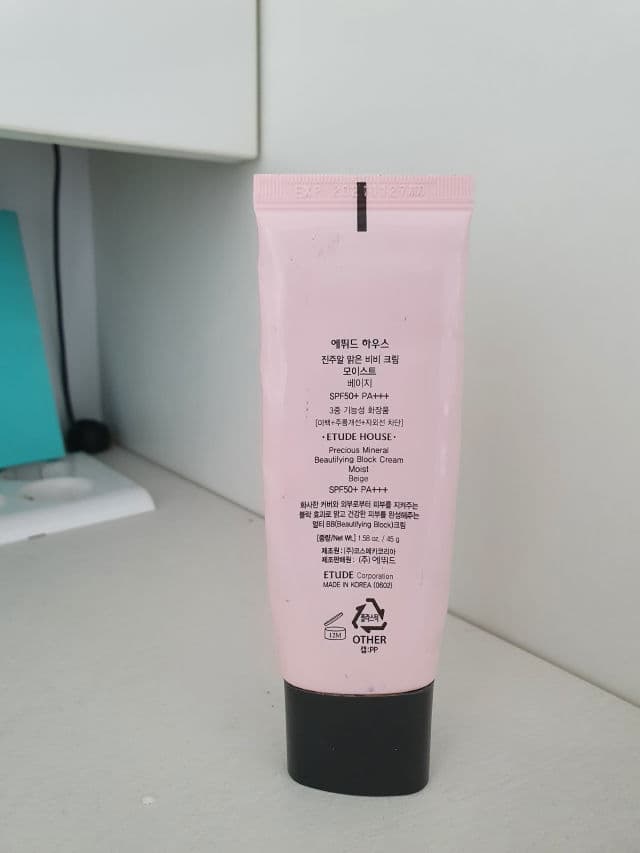 에뛰드 하우스
진주알 맑은 비비 크림
모이스트
베이지
SPF50+ PA+++
3중 기능성 화장품
[미백+주름개선+자외선 차단]
·ETUDE HOUSE·
Precious Mineral
Beautifying Block Cream
Moist
Beige
SPF50+ PA+++
화사한 커버와 외부로부터 피부를 지켜주는
블락 효과로 맑고 건강한 피부를 완성해주는
멀티 BB(Beautifying Block)크림
[중량/Net Wt.] 1.58 oz. / 45 g
제조원 : (주)코스메카코리아
제조판매원 : (주) 에뛰드
ETUDE Corporation
MADE IN KOREA (0602)
12M
플라스틱
OTHER
캡:PP